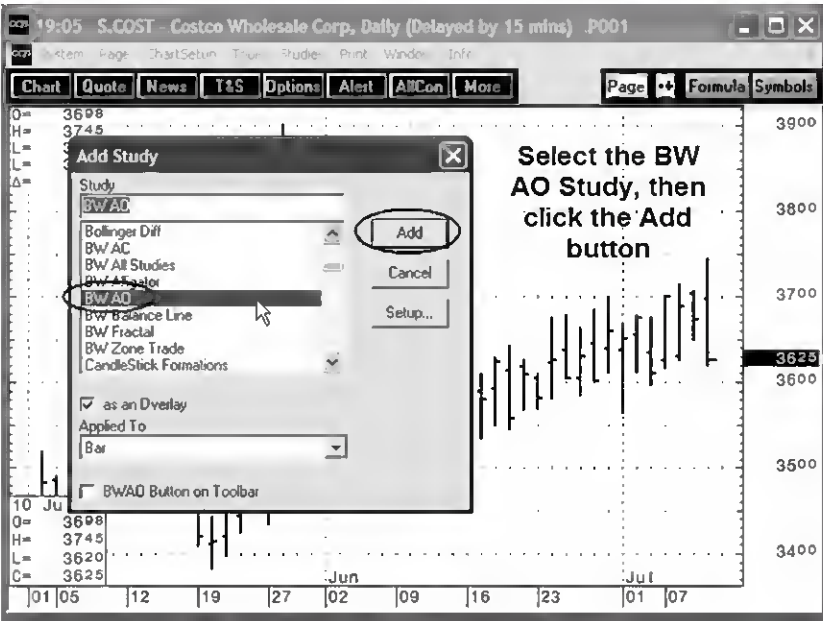 CQG 19:05 S.COST - Costco Wholesale Corp, Daily (Delayed by 15 mins) .P001
System Page ChartSetup Studies Print Window Info
Chart Quote News T&S Options Alert AllCon More Page Formula Symbols
O= 3698
H= 3745
L=
L=
Δ=
Add Study
Study
BW AO
Bollinger Diff
BW AC
BW All Studies
BW Alligator
BW AO
BW Balance Line
BW Fractal
BW Zone Trade
CandleStick Formations
Add
Cancel
Setup...
as an Overlay
Applied To
Bar
BWAO Button on Toolbar
Select the BW
AO Study, then
click the Add
button
3900
3800
3700
3625
3600
3500
3400
10 Ju
O= 3698
H= 3745
L= 3620
C= 3625
Jun Jul
01 05 12 19 27 02 09 16 23 01 07